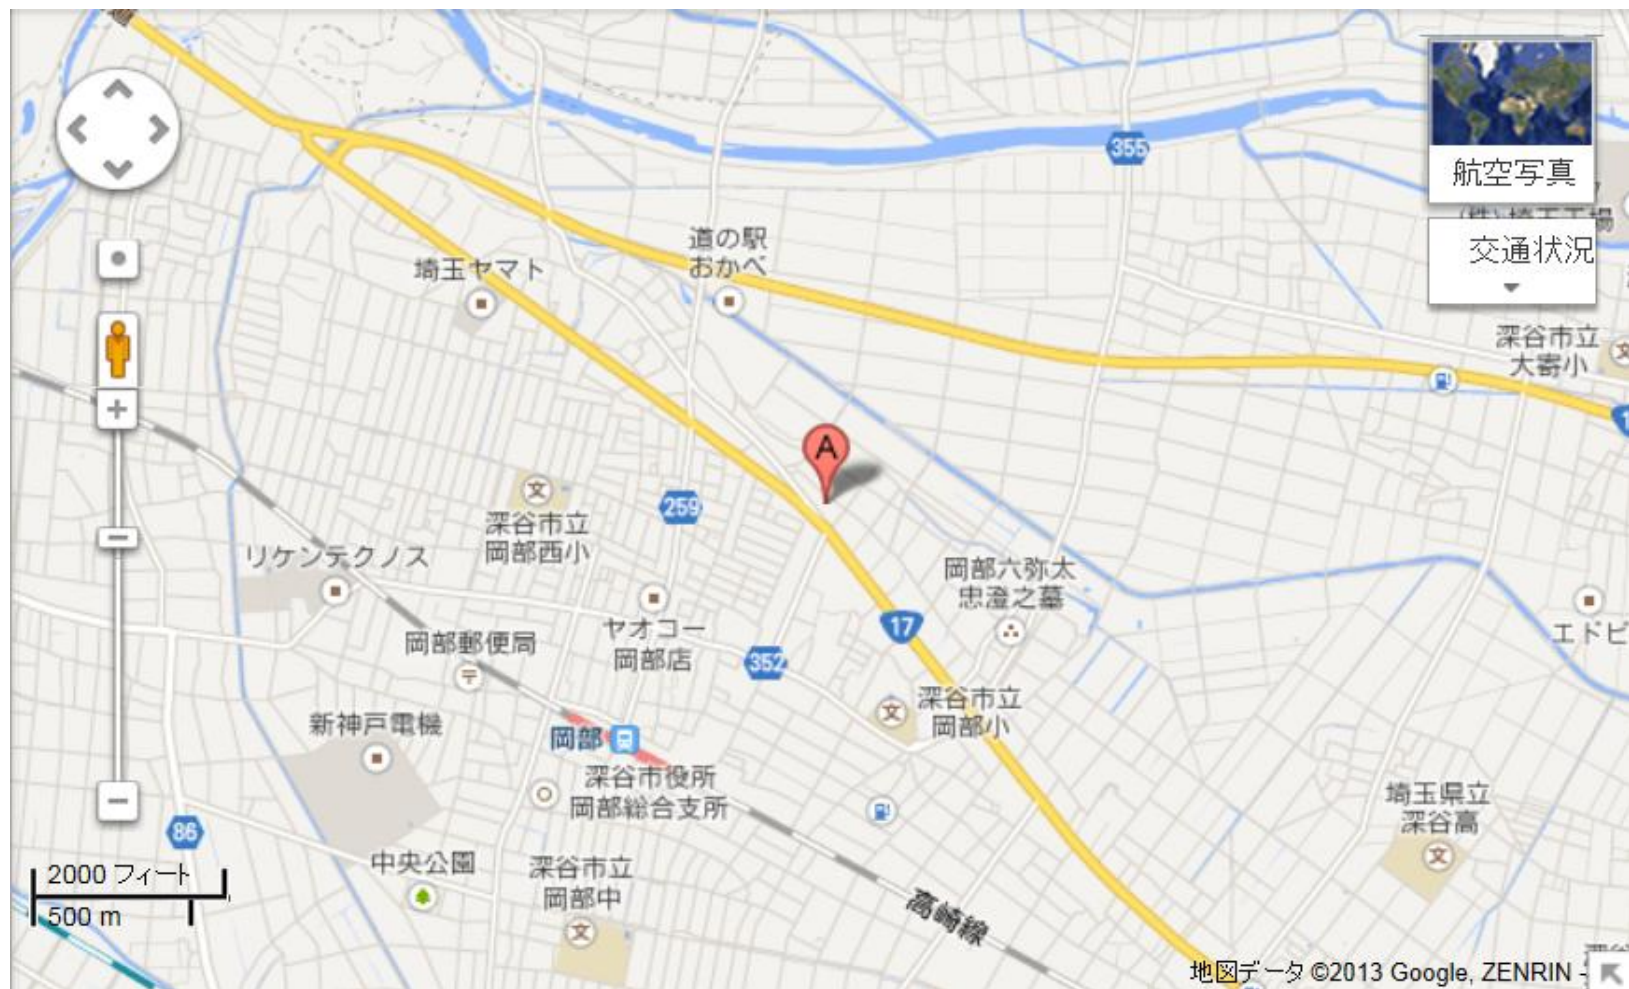 355
航空写真
(株)埼玉工場
道の駅
おかべ
交通状況
埼玉ヤマト
深谷市立
大寄小
A
259
深谷市立
岡部西小
リケンテクノス
岡部六弥太
忠澄之墓
17
ヤオコー
岡部店
エドビ
岡部郵便局
352
深谷市立
岡部小
新神戸電機
岡部
深谷市役所
岡部総合支所
埼玉県立
深谷高
86
中央公園
深谷市立
岡部中
2000 フィート
500 m
高崎線
地図データ ©2013 Google, ZENRIN -